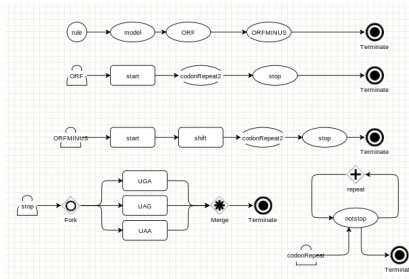 rule model ORF ORFMINUS
Terminate
ORF start codonRepeat2 stop
Terminate
ORFMINUS start shift codonRepeat2 stop
Terminate
UGA
stop UAG
Fork Merge Terminate
UAA
repeat
notstop
codonRepeat
Terminate